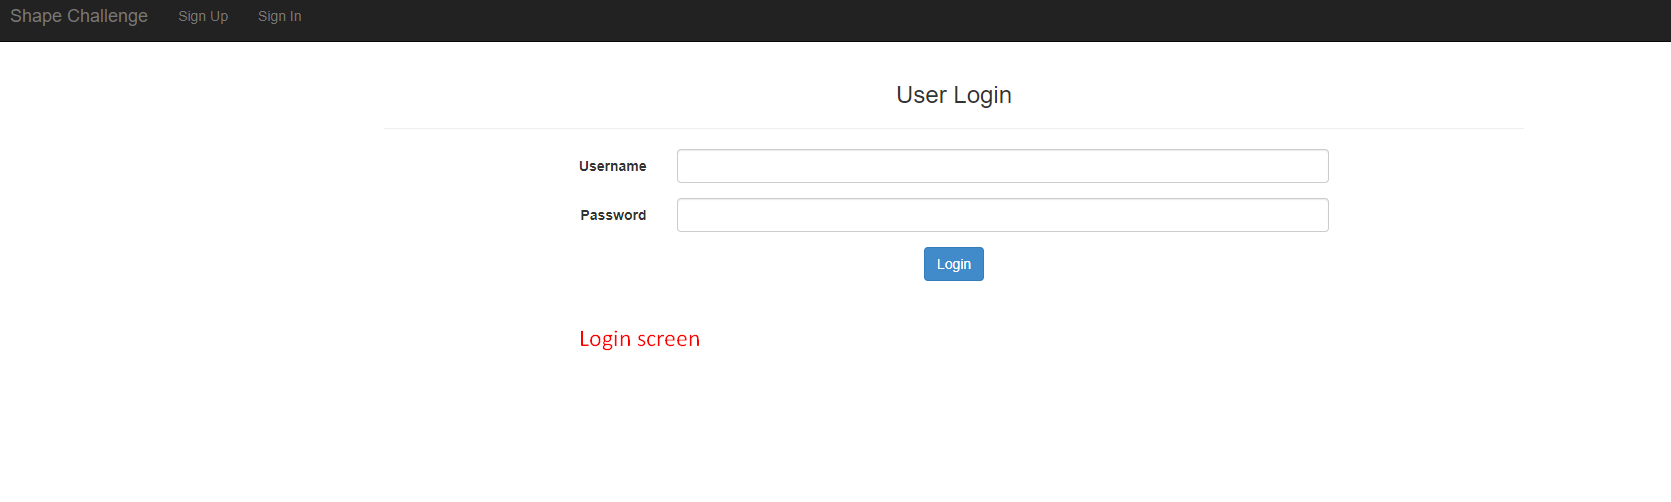 Shape Challenge Sign Up Sign In
User Login
Username
Password
Login
Login screen